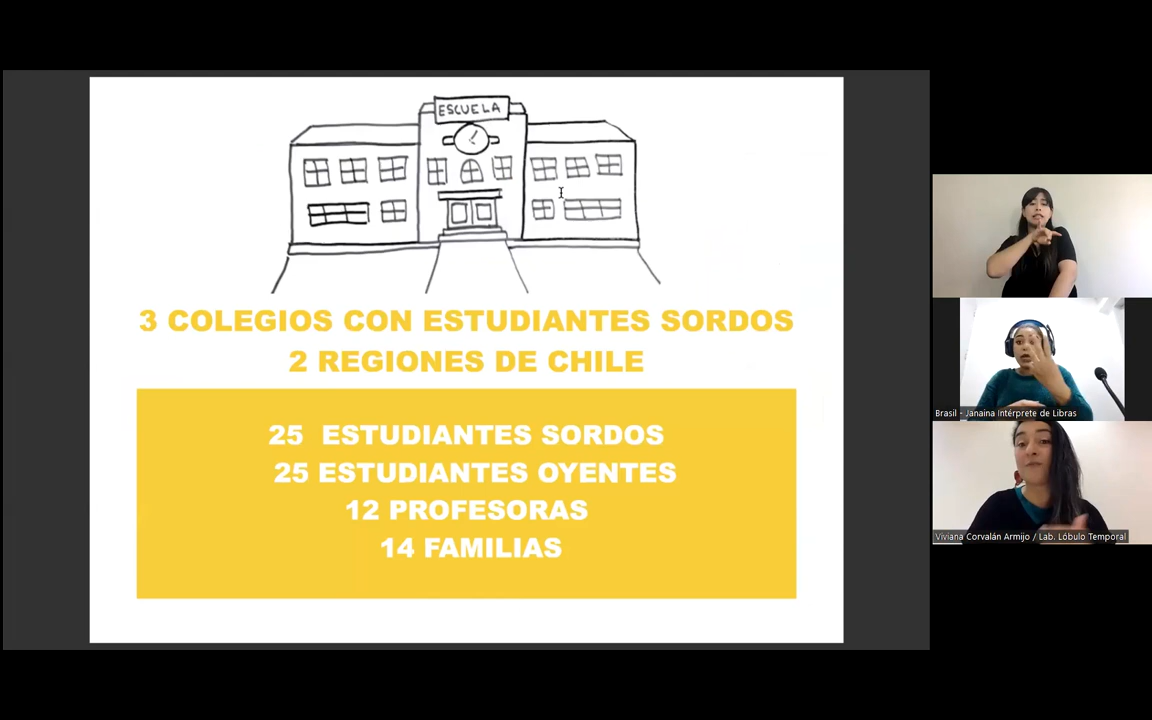 ESCUELA
3 COLEGIOS CON ESTUDIANTES SORDOS
2 REGIONES DE CHILE
25 ESTUDIANTES SORDOS
25 ESTUDIANTES OYENTES
12 PROFESORAS
14 FAMILIAS
Brasil - Janaina Intérprete de Libras
Viviana Corvalán Armijo / Lab. Lóbulo Temporal